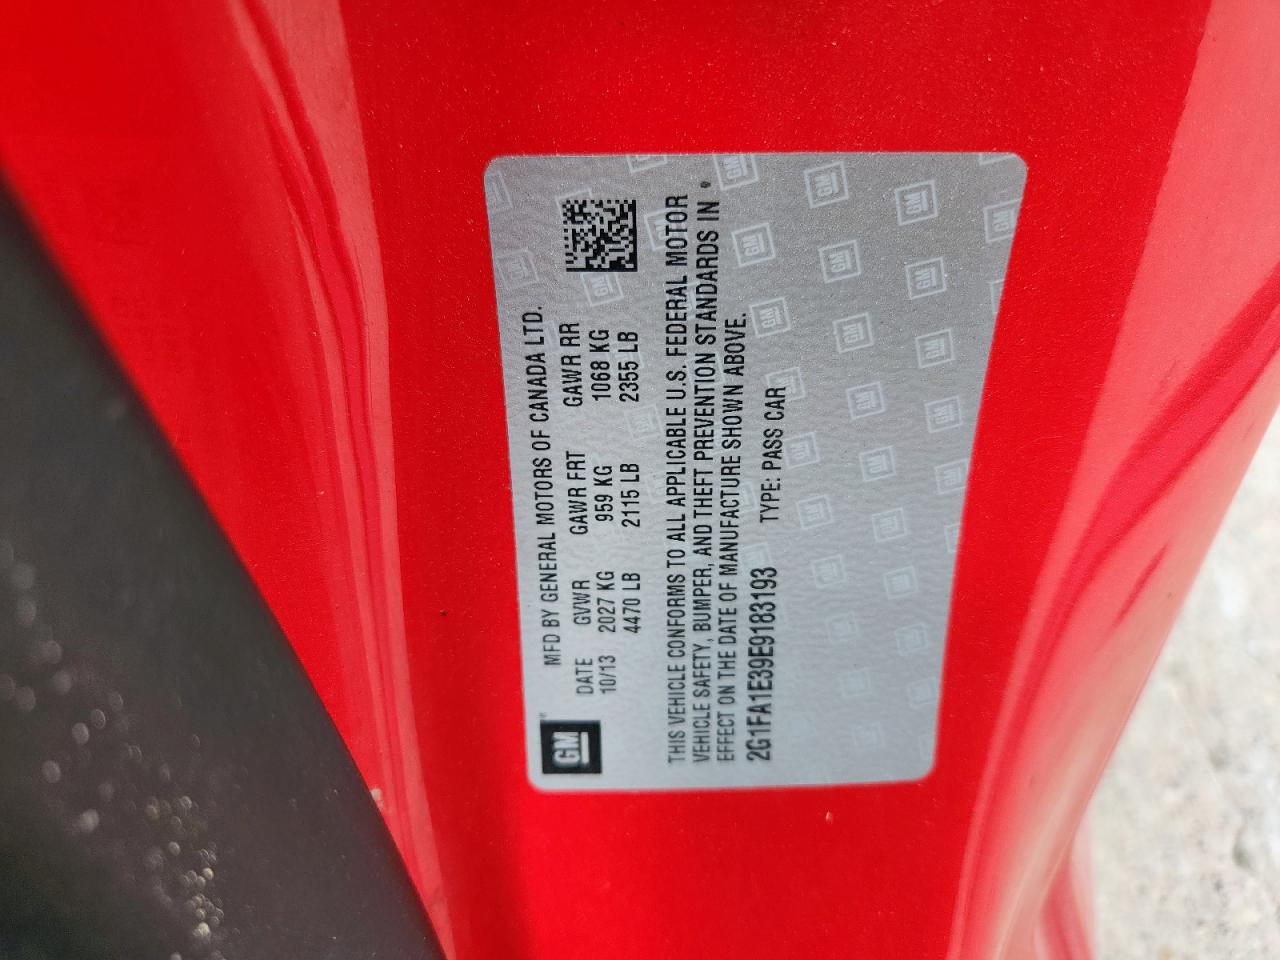 GM
MFD BY GENERAL MOTORS OF CANADA LTD.
DATE GVWR GAWR FRT GAWR RR
10/13 2027 KG 959 KG 1068 KG
4470 LB 2115 LB 2355 LB
THIS VEHICLE CONFORMS TO ALL APPLICABLE U.S. FEDERAL MOTOR
VEHICLE SAFETY, BUMPER, AND THEFT PREVENTION STANDARDS IN
EFFECT ON THE DATE OF MANUFACTURE SHOWN ABOVE.
2G1FA1E39E9183193 TYPE: PASS CAR